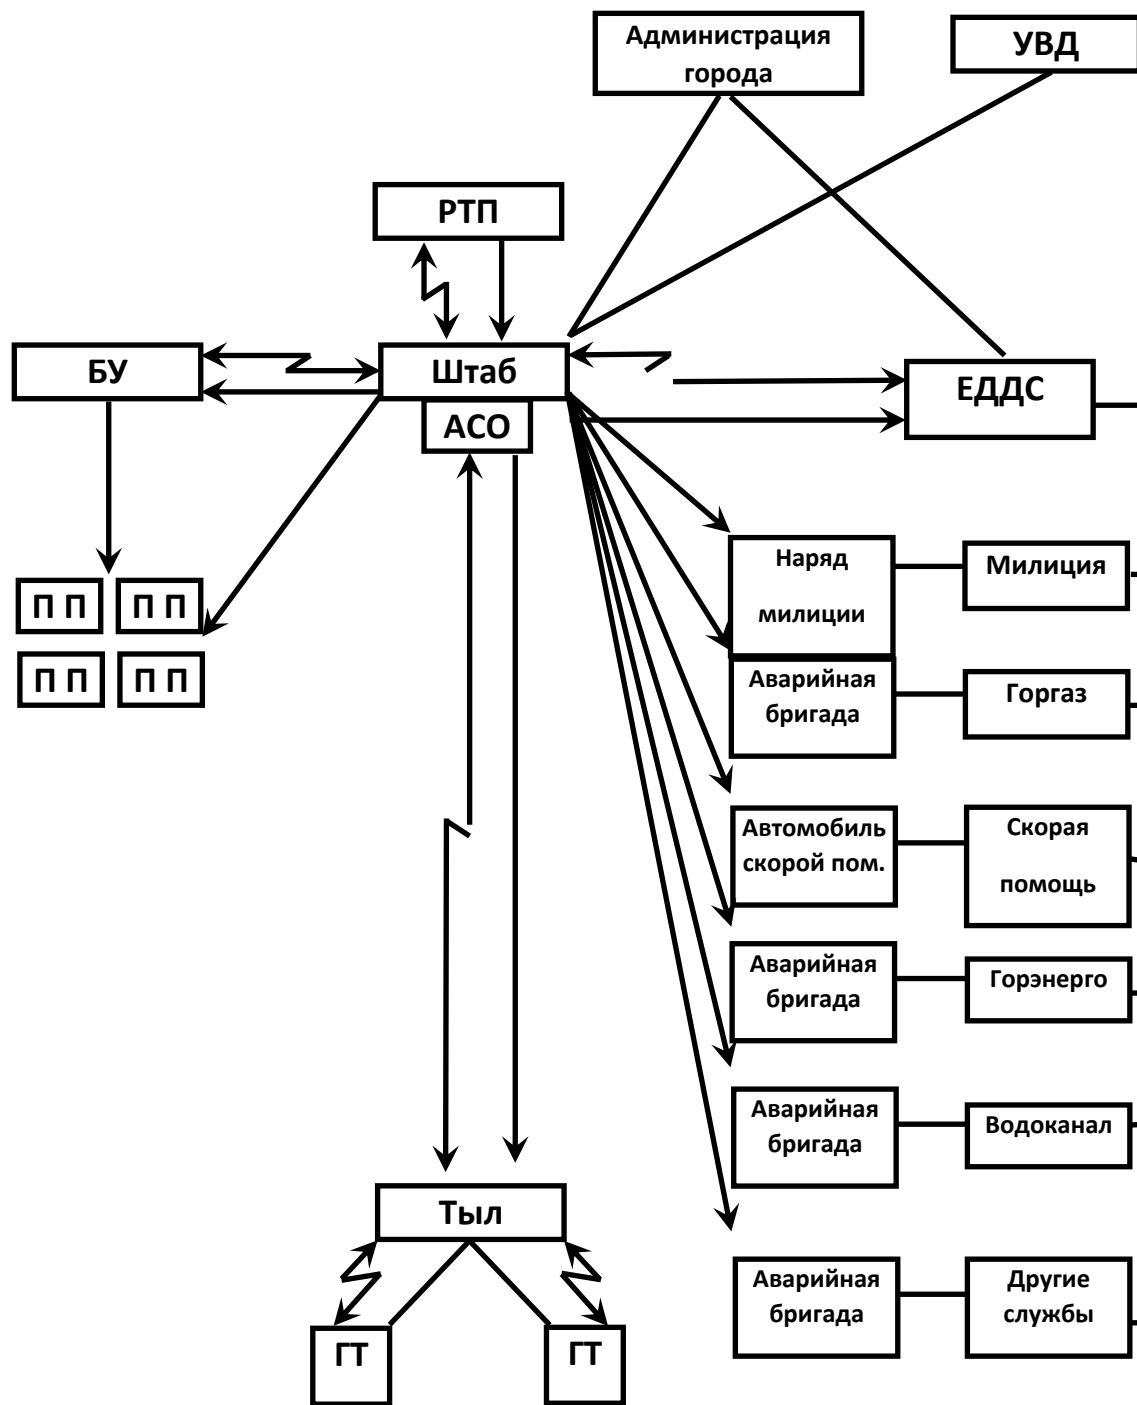 Администрация
города
УВД
РТП
БУ
Штаб
ЕДДС
АСО
П П
П П
П П
П П
Наряд
милиции
Милиция
Аварийная
бригада
Горгаз
Автомобиль
скорой пом.
Скорая
помощь
Аварийная
бригада
Горэнерго
Аварийная
бригада
Водоканал
Тыл
Аварийная
бригада
Другие
службы
ГТ
ГТ